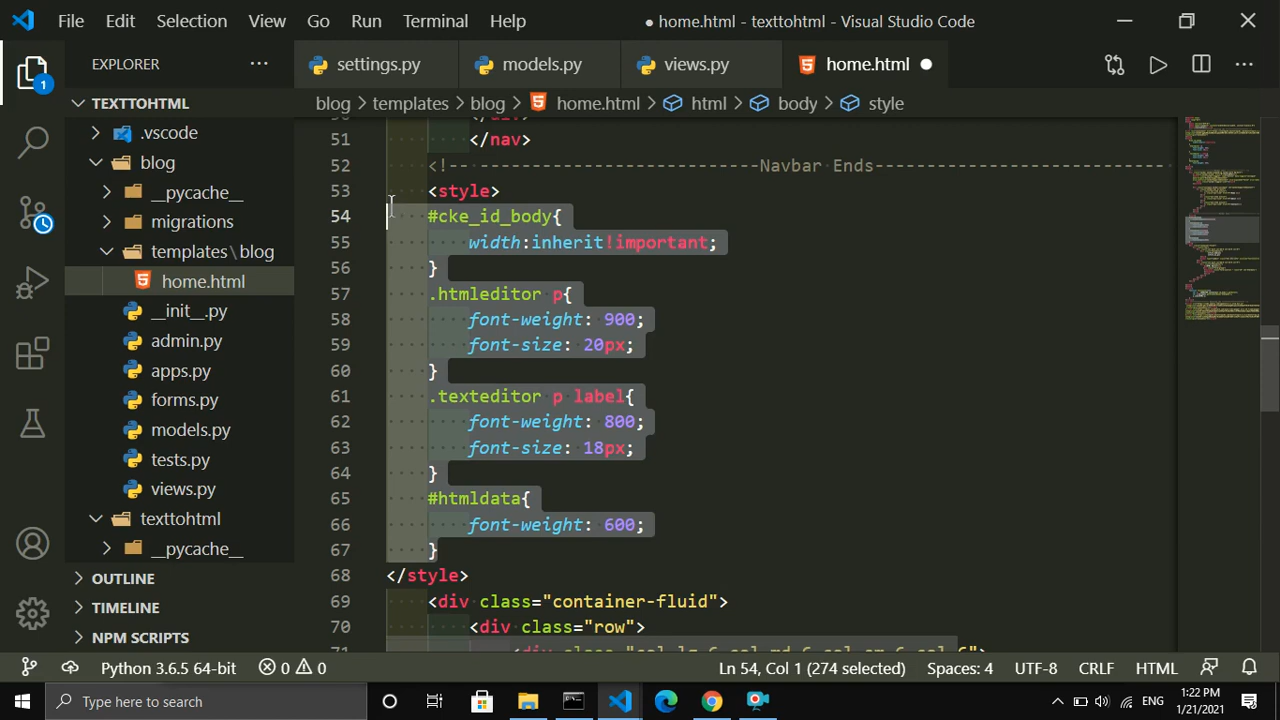 File Edit Selection View Go Run Terminal Help ● home.html - texttohtml - Visual Studio Code
EXPLORER ···
settings.py models.py views.py home.html ●
TEXTTOHTML
blog > templates > blog > home.html > html > body > style
.vscode
blog
__pycache__
migrations
templates\blog
home.html
__init__.py
admin.py
apps.py
forms.py
models.py
tests.py
views.py
texttohtml
__pycache__
OUTLINE
TIMELINE
NPM SCRIPTS
1
51 </nav>
52 <!-- ------------------------------Navbar Ends----------------------------
53 <style>
54 #cke_id_body{
55 width:inherit!important;
56 }
57 .htmleditor p{
58 font-weight: 900;
59 font-size: 20px;
60 }
61 .texteditor p label{
62 font-weight: 800;
63 font-size: 18px;
64 }
65 #htmldata{
66 font-weight: 600;
67 }
68 </style>
69 <div class="container-fluid">
70 <div class="row">
Python 3.6.5 64-bit 0 0 Ln 54, Col 1 (274 selected) Spaces: 4 UTF-8 CRLF HTML
Type here to search
ENG
1:22 PM
1/21/2021